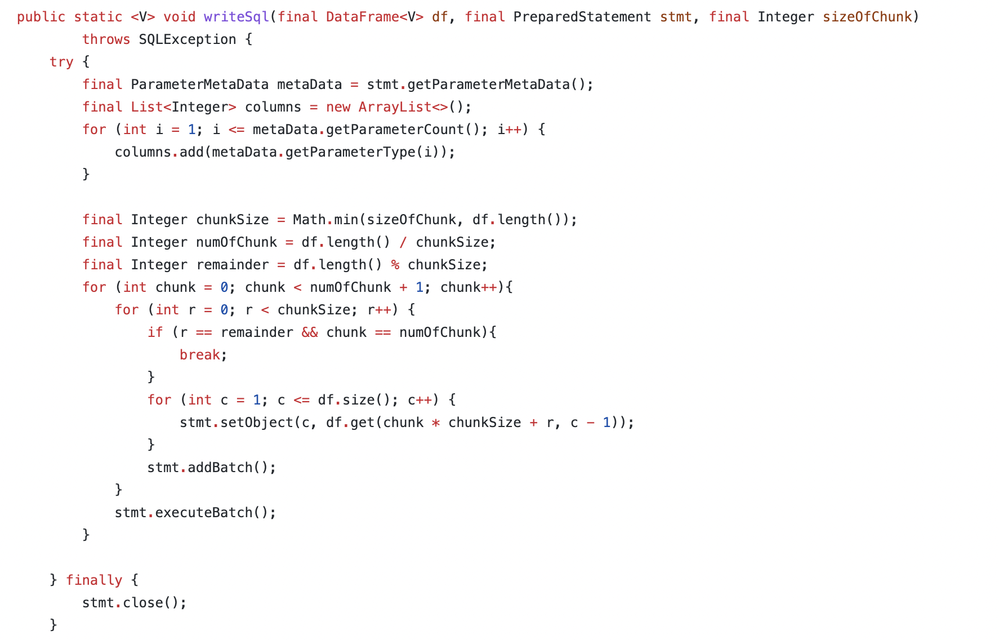 public static <V> void writeSql(final DataFrame<V> df, final PreparedStatement stmt, final Integer sizeOfChunk)
        throws SQLException {
    try {
        final ParameterMetaData metaData = stmt.getParameterMetaData();
        final List<Integer> columns = new ArrayList<>();
        for (int i = 1; i <= metaData.getParameterCount(); i++) {
            columns.add(metaData.getParameterType(i));
        }

        final Integer chunkSize = Math.min(sizeOfChunk, df.length());
        final Integer numOfChunk = df.length() / chunkSize;
        final Integer remainder = df.length() % chunkSize;
        for (int chunk = 0; chunk < numOfChunk + 1; chunk++){
            for (int r = 0; r < chunkSize; r++) {
                if (r == remainder && chunk == numOfChunk){
                    break;
                }
                for (int c = 1; c <= df.size(); c++) {
                    stmt.setObject(c, df.get(chunk * chunkSize + r, c - 1));
                }
                stmt.addBatch();
            }
            stmt.executeBatch();
        }

    } finally {
        stmt.close();
    }